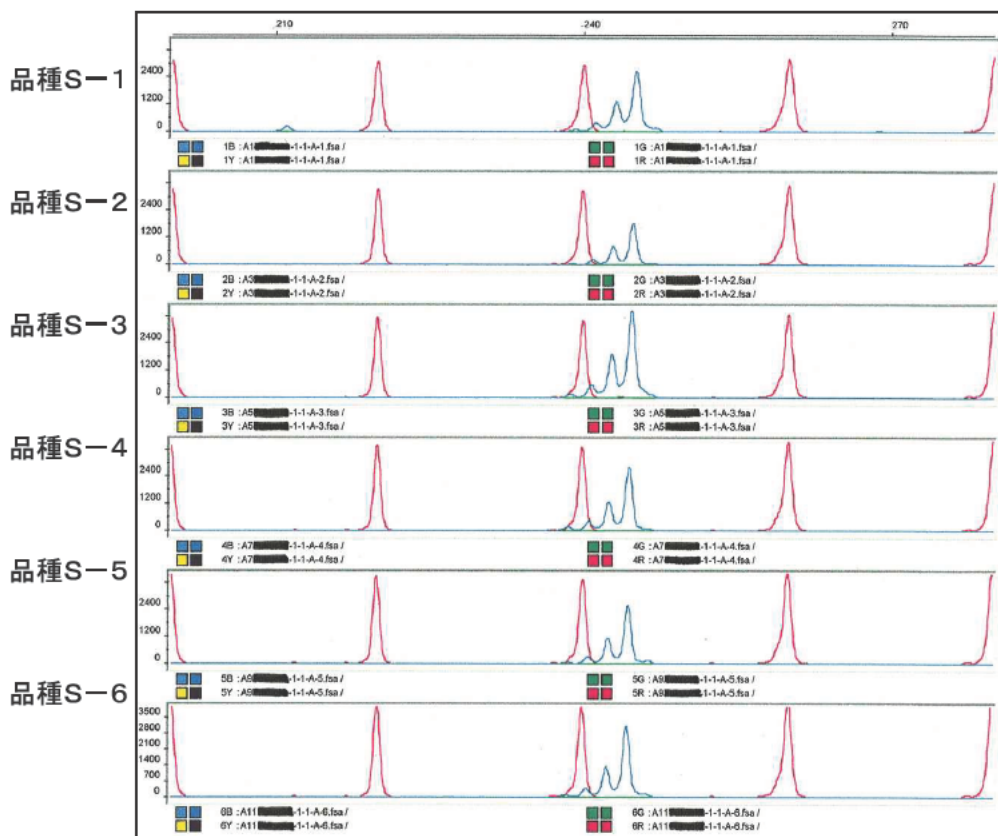 210 240 270
品種S－1
2400
1200
0
1B : A1 -1-1-A-1.fsa / 1G : A1 -1-1-A-1.fsa /
1Y : A1 -1-1-A-1.fsa / 1R : A1 -1-1-A-1.fsa /
品種S－2
2400
1200
0
2B : A3 -1-1-A-2.fsa / 2G : A3 -1-1-A-2.fsa /
2Y : A3 -1-1-A-2.fsa / 2R : A3 -1-1-A-2.fsa /
品種S－3
2400
1200
0
3B : A5 -1-1-A-3.fsa / 3G : A5 -1-1-A-3.fsa /
3Y : A5 -1-1-A-3.fsa / 3R : A5 -1-1-A-3.fsa /
品種S－4
2400
1200
0
4B : A7 -1-1-A-4.fsa / 4G : A7 -1-1-A-4.fsa /
4Y : A7 -1-1-A-4.fsa / 4R : A7 -1-1-A-4.fsa /
品種S－5
2400
1200
0
5B : A9 -1-1-A-5.fsa / 5G : A9 -1-1-A-5.fsa /
5Y : A9 -1-1-A-5.fsa / 5R : A9 -1-1-A-5.fsa /
品種S－6
3500
2800
2100
1400
700
0
6B : A11 -1-1-A-6.fsa / 6G : A11 -1-1-A-6.fsa /
6Y : A11 -1-1-A-6.fsa / 6R : A11 -1-1-A-6.fsa /